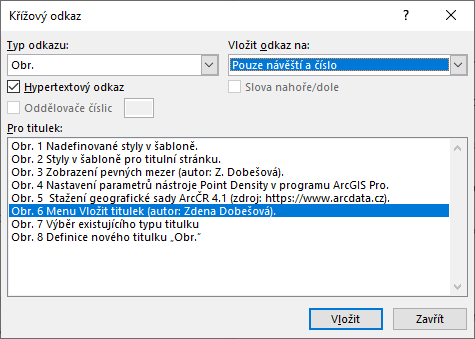 Křížový odkaz
Typ odkazu:
Vložit odkaz na:
Obr.
Pouze návěští a číslo
Hypertextový odkaz
Slova nahoře/dole
Oddělovače číslic
Pro titulek:
Obr. 1 Nadefinované styly v šabloně.
Obr. 2 Styly v šabloně pro titulní stránku.
Obr. 3 Zobrazení pevných mezer (autor: Z. Dobešová).
Obr. 4 Nastavení parametrů nástroje Point Density v programu ArcGIS Pro.
Obr. 5  Stažení geografické sady ArcČR 4.1 (zdroj: https://www.arcdata.cz).
Obr. 6 Menu Vložit titulek (autor: Zdena Dobešová).
Obr. 7 Výběr existujícího typu titulku
Obr. 8 Definice nového titulku „Obr.“
Vložit
Zavřít